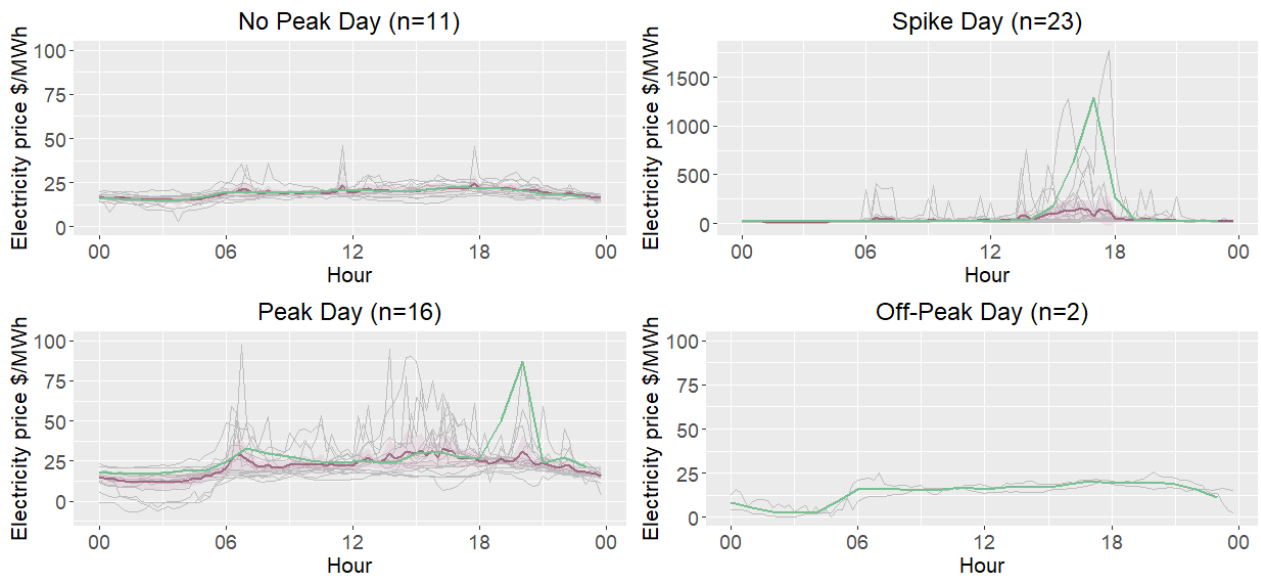 No Peak Day (n=11)
Electricity price $/MWh
100
75
50
25
0
00 06 12 18 00
Hour
Spike Day (n=23)
Electricity price $/MWh
1500
1000
500
0
00 06 12 18 00
Hour
Peak Day (n=16)
Electricity price $/MWh
100
75
50
25
0
00 06 12 18 00
Hour
Off-Peak Day (n=2)
Electricity price $/MWh
100
75
50
25
0
00 06 12 18 00
Hour